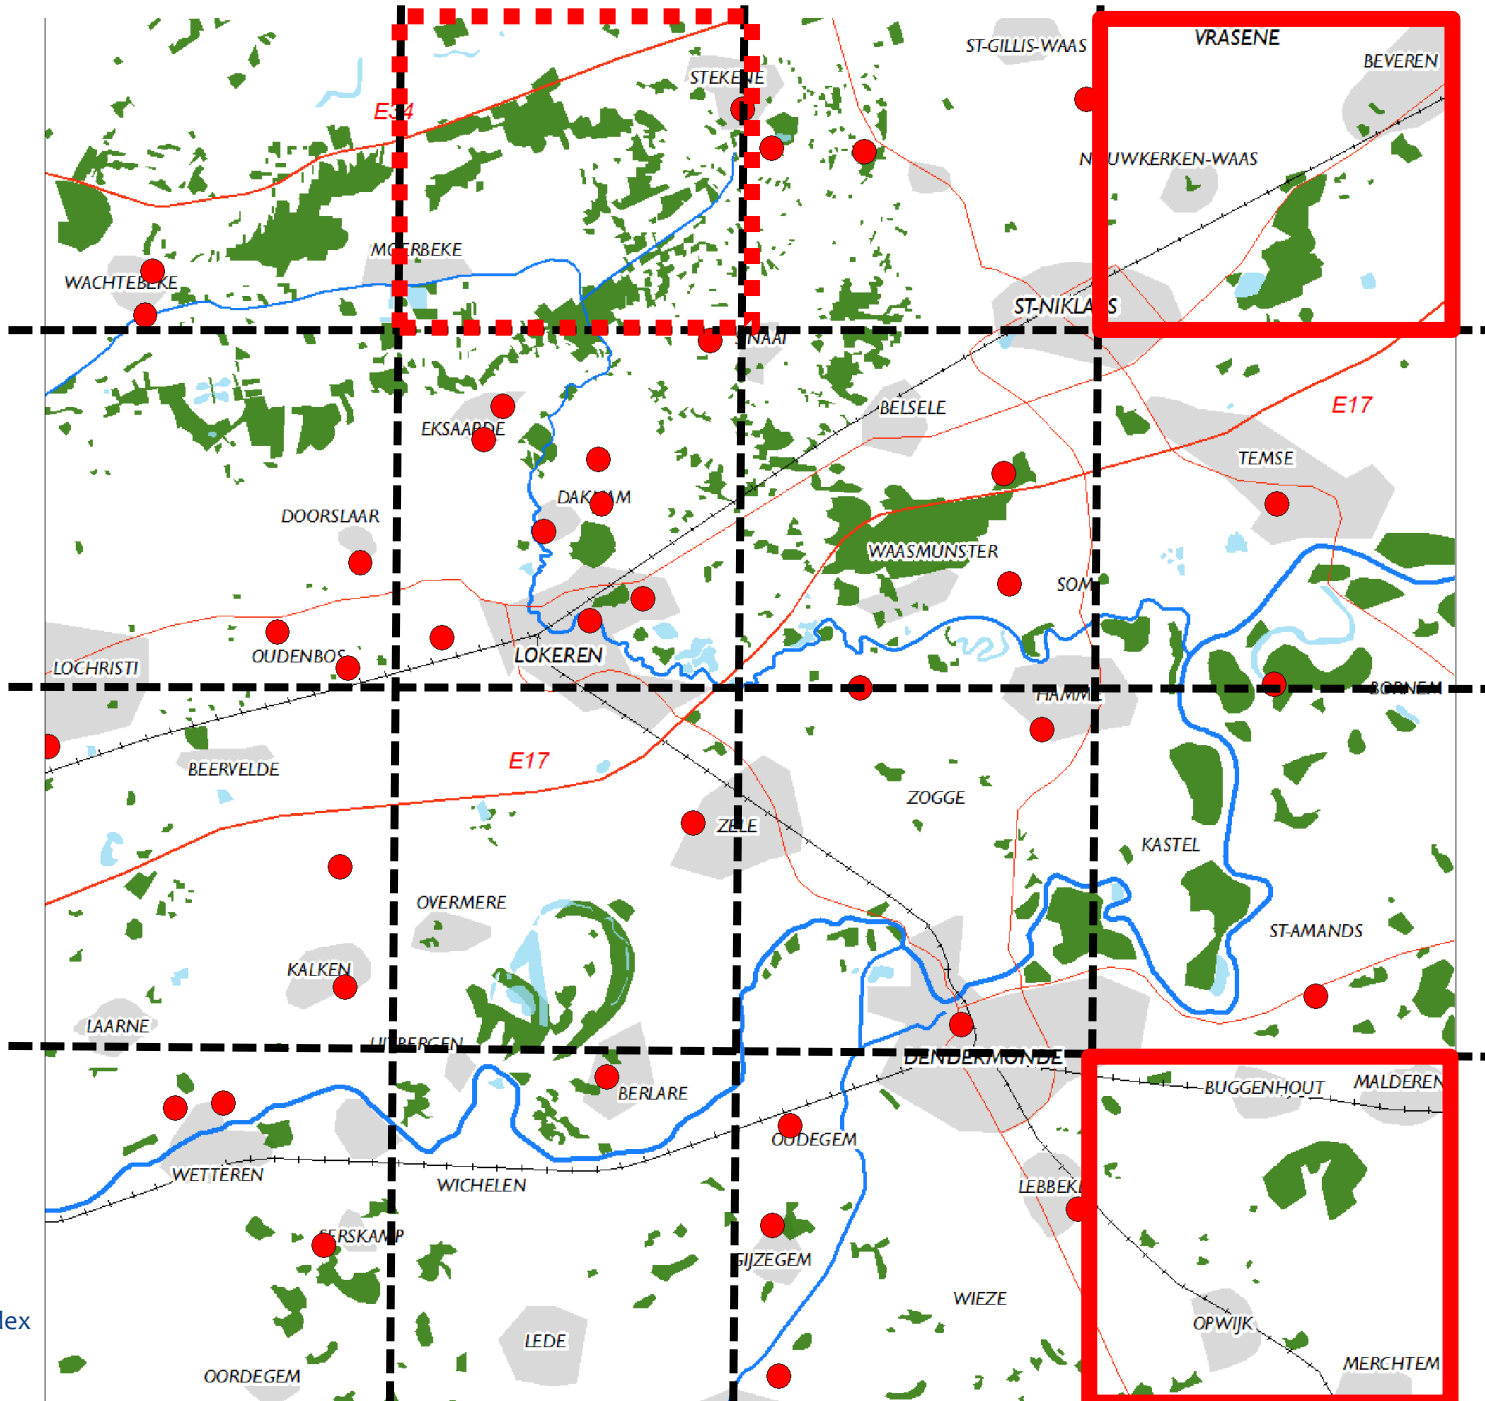 VRASENE
ST-GILLIS-WAAS
BEVEREN
STEKENE
E34
NIEUWKERKEN-WAAS
MOERBEKE
WACHTEBEKE
ST-NIKLAAS
SINAAI
E17
BELSELE
EKSAARDE
TEMSE
DAKNAM
DOORSLAAR
WAASMUNSTER
SOM
OUDENBOS
LOKEREN
LOCHRISTI
HAMME
BORNEM
E17
BEERVELDE
ZOGGE
ZELE
KASTEL
OVERMERE
ST-AMANDS
KALKEN
LAARNE
UITBERGEN
DENDERMONDE
BUGGENHOUT
MALDEREN
BERLARE
OUDEGEM
WETTEREN
WICHELEN
LEBBEKE
SERSKAMP
GIJZEGEM
WIEZE
lex
OPWIJK
LEDE
MERCHTEM
OORDEGEM